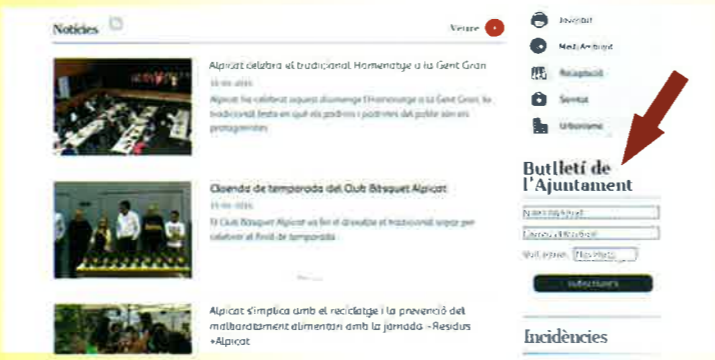 Notícies
Veure +
Alpicat celebra el tradicional Homenatge a la Gent Gran
Alpicat ha celebrat aquest diumenge l'Homenatge a la Gent Gran, la
tradicional festa en què els padrins i padrines del poble són els
protagonistes
Cloenda de temporada del Club Bàsquet Alpicat
El Club Bàsquet Alpicat va fer el dissabte el tradicional sopar per
celebrar el final de temporada
Alpicat s'implica amb el reciclatge i la prevenció del
malbaratament alimentari amb la jornada -Residus
+Alpicat
Joventut
Medi Ambient
Recaptació
Sanitat
Urbanisme
Butlletí de
l'Ajuntament
Incidències